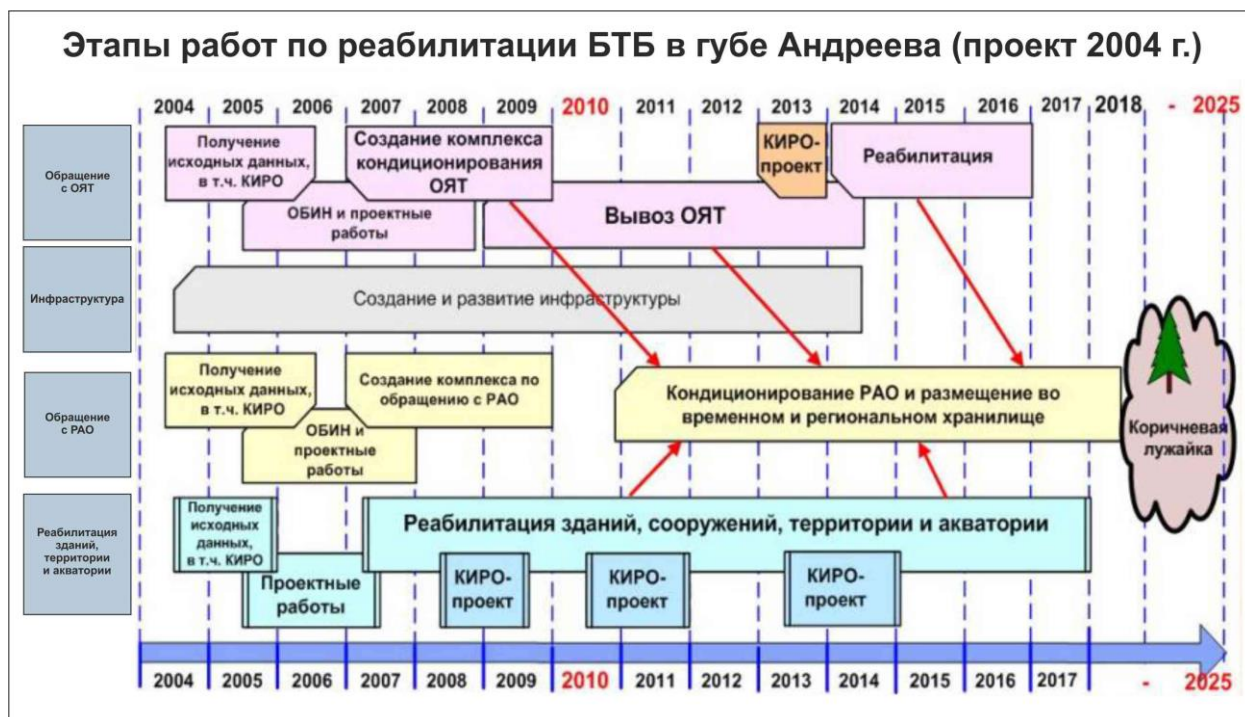 Этапы работ по реабилитации БТБ в губе Андреева (проект 2004 г.)
2004 2005 2006 2007 2008 2009 2010 2011 2012 2013 2014 2015 2016 2017 2018 - 2025
Обращение
с ОЯТ
Получение
исходных данных,
в т.ч. КИРО
Создание комплекса
кондиционирования
ОЯТ
КИРО-
проект
Реабилитация
ОБИН и проектные
работы
Вывоз ОЯТ
Инфраструктура
Создание и развитие инфраструктуры
Обращение
с РАО
Получение
исходных данных,
в т.ч. КИРО
Создание комплекса по
обращению с РАО
ОБИН и
проектные
работы
Кондиционирование РАО и размещение во
временном и региональном хранилище
Коричневая
лужайка
Реабилитация
зданий,
территории
и акватории
Получение
исходных
данных,
в т.ч. КИРО
Реабилитация зданий, сооружений, территории и акватории
Проектные
работы
КИРО-
проект
КИРО-
проект
КИРО-
проект
2004 2005 2006 2007 2008 2009 2010 2011 2012 2013 2014 2015 2016 2017 - 2025